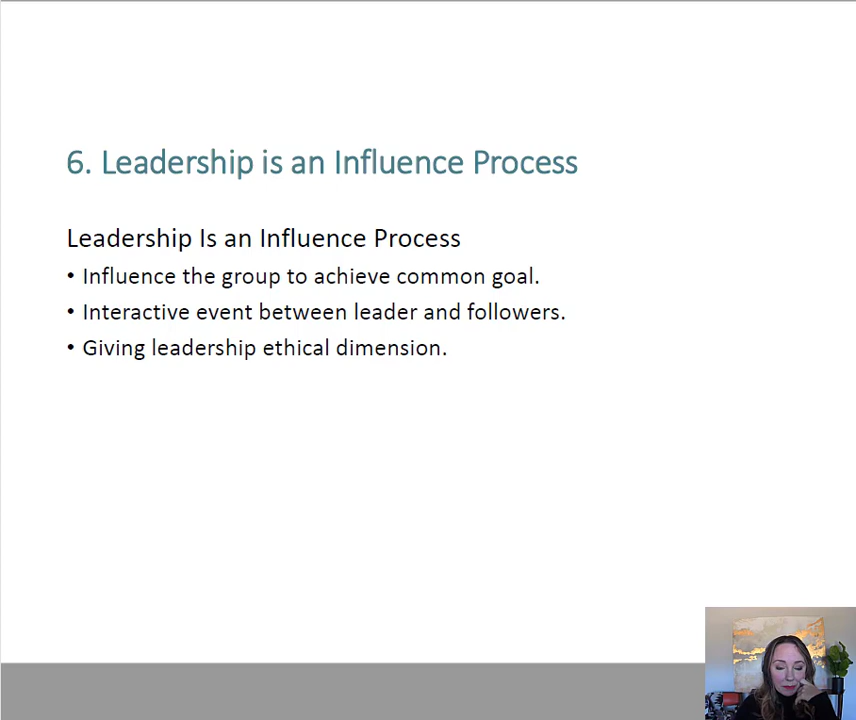 6. Leadership is an Influence Process
Leadership Is an Influence Process
• Influence the group to achieve common goal.
• Interactive event between leader and followers.
• Giving leadership ethical dimension.